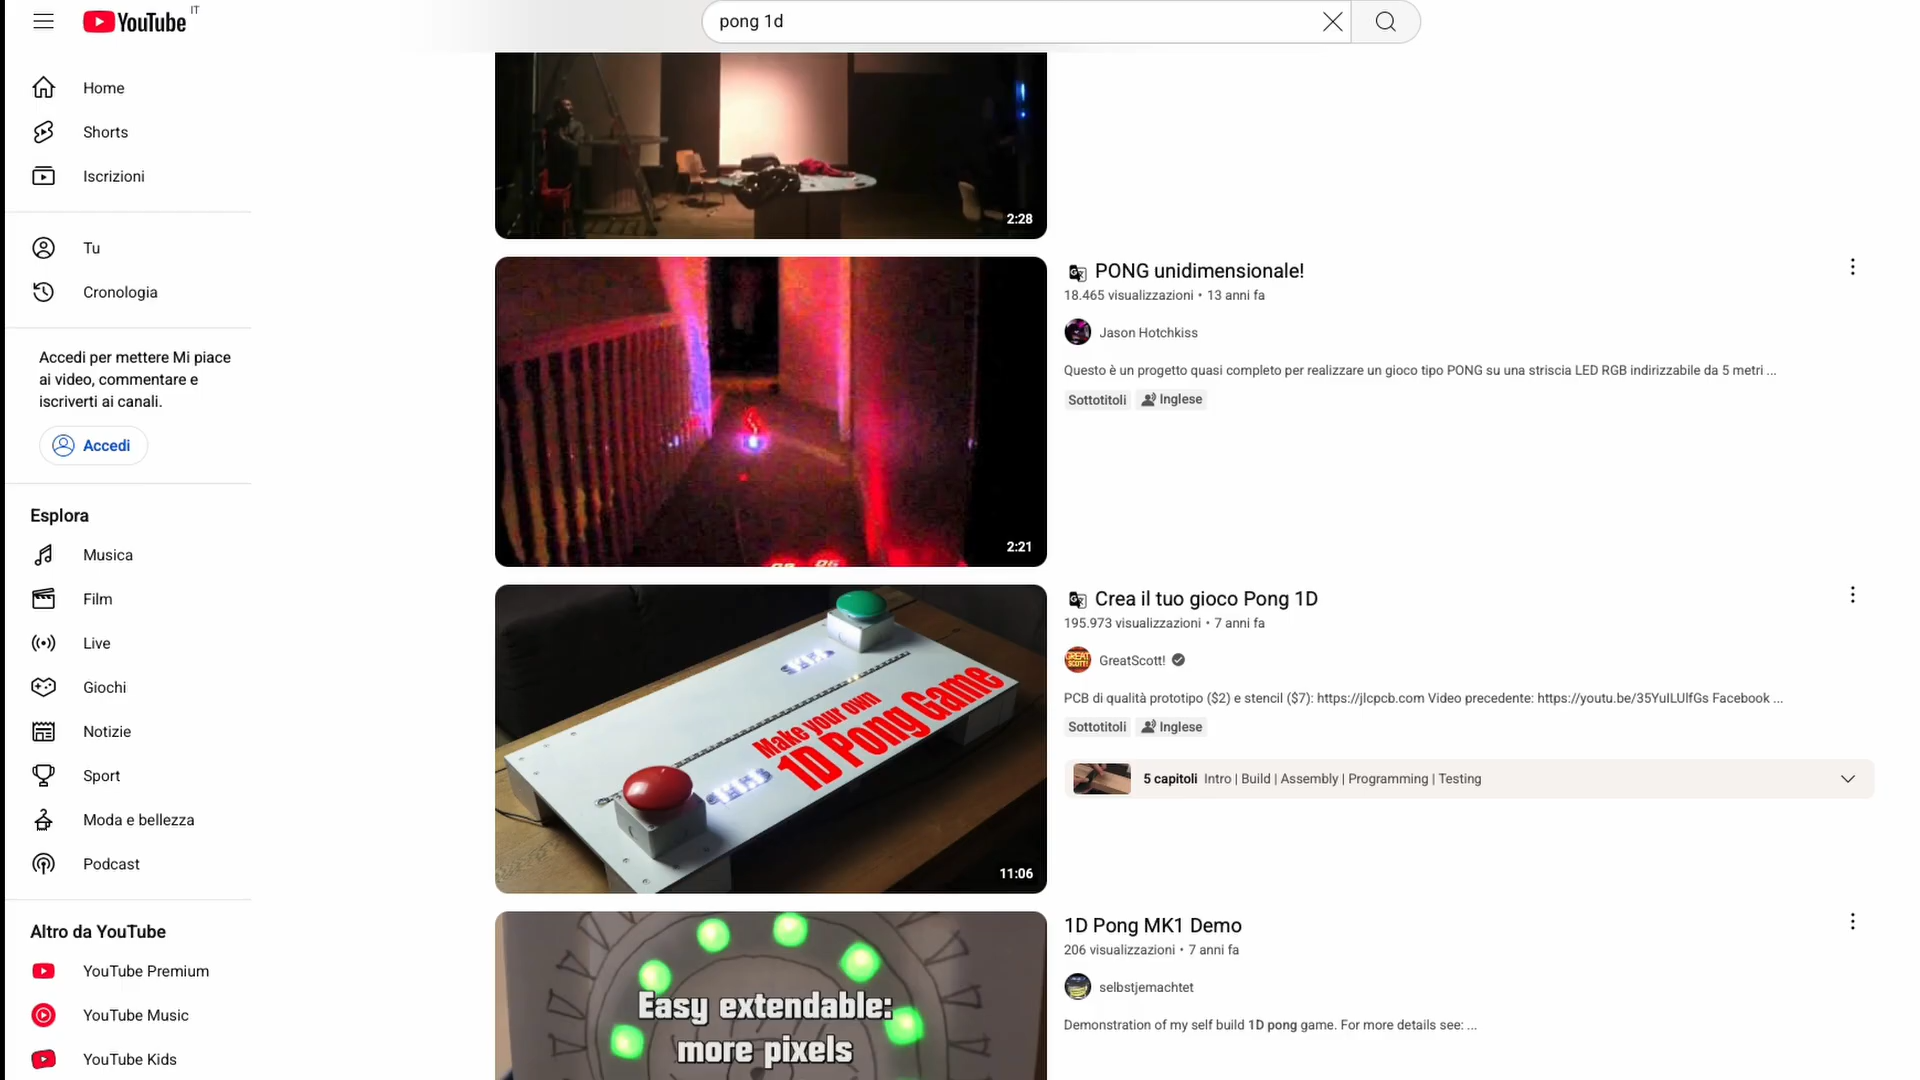 YouTube
IT
pong 1d
Home
Shorts
Iscrizioni
Tu
Cronologia
Accedi per mettere Mi piace
ai video, commentare e
iscriverti ai canali.
Accedi
Esplora
Musica
Film
Live
Giochi
Notizie
Sport
Moda e bellezza
Podcast
Altro da YouTube
YouTube Premium
YouTube Music
YouTube Kids
2:28
2:21
PONG unidimensionale!
18.465 visualizzazioni • 13 anni fa
Jason Hotchkiss
Questo è un progetto quasi completo per realizzare un gioco tipo PONG su una striscia LED RGB indirizzabile da 5 metri ...
Sottotitoli
Inglese
Make your own
1D Pong Game
11:06
Crea il tuo gioco Pong 1D
195.973 visualizzazioni • 7 anni fa
GREAT
SCOTT!
GreatScott!
PCB di qualità prototipo ($2) e stencil ($7): https://jlcpcb.com Video precedente: https://youtu.be/35YuILUlfGs Facebook ...
Sottotitoli
Inglese
5 capitoli Intro | Build | Assembly | Programming | Testing
Easy extendable:
more pixels
1D Pong MK1 Demo
206 visualizzazioni • 7 anni fa
selbstjemachtet
Demonstration of my self build 1D pong game. For more details see: ...